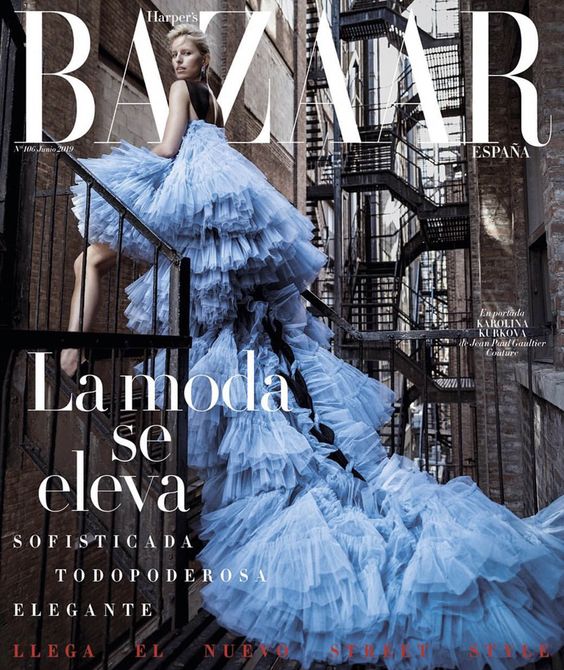 Harper's
BAZAAR
ESPAÑA
Nº 106 Junio 2019
En portada
KAROLINA
KURKOVA
de Jean Paul Gaultier
Couture
La moda
se
eleva
SOFISTICADA
TODOPODEROSA
ELEGANTE
LLEGA EL NUEVO STREET STYLE